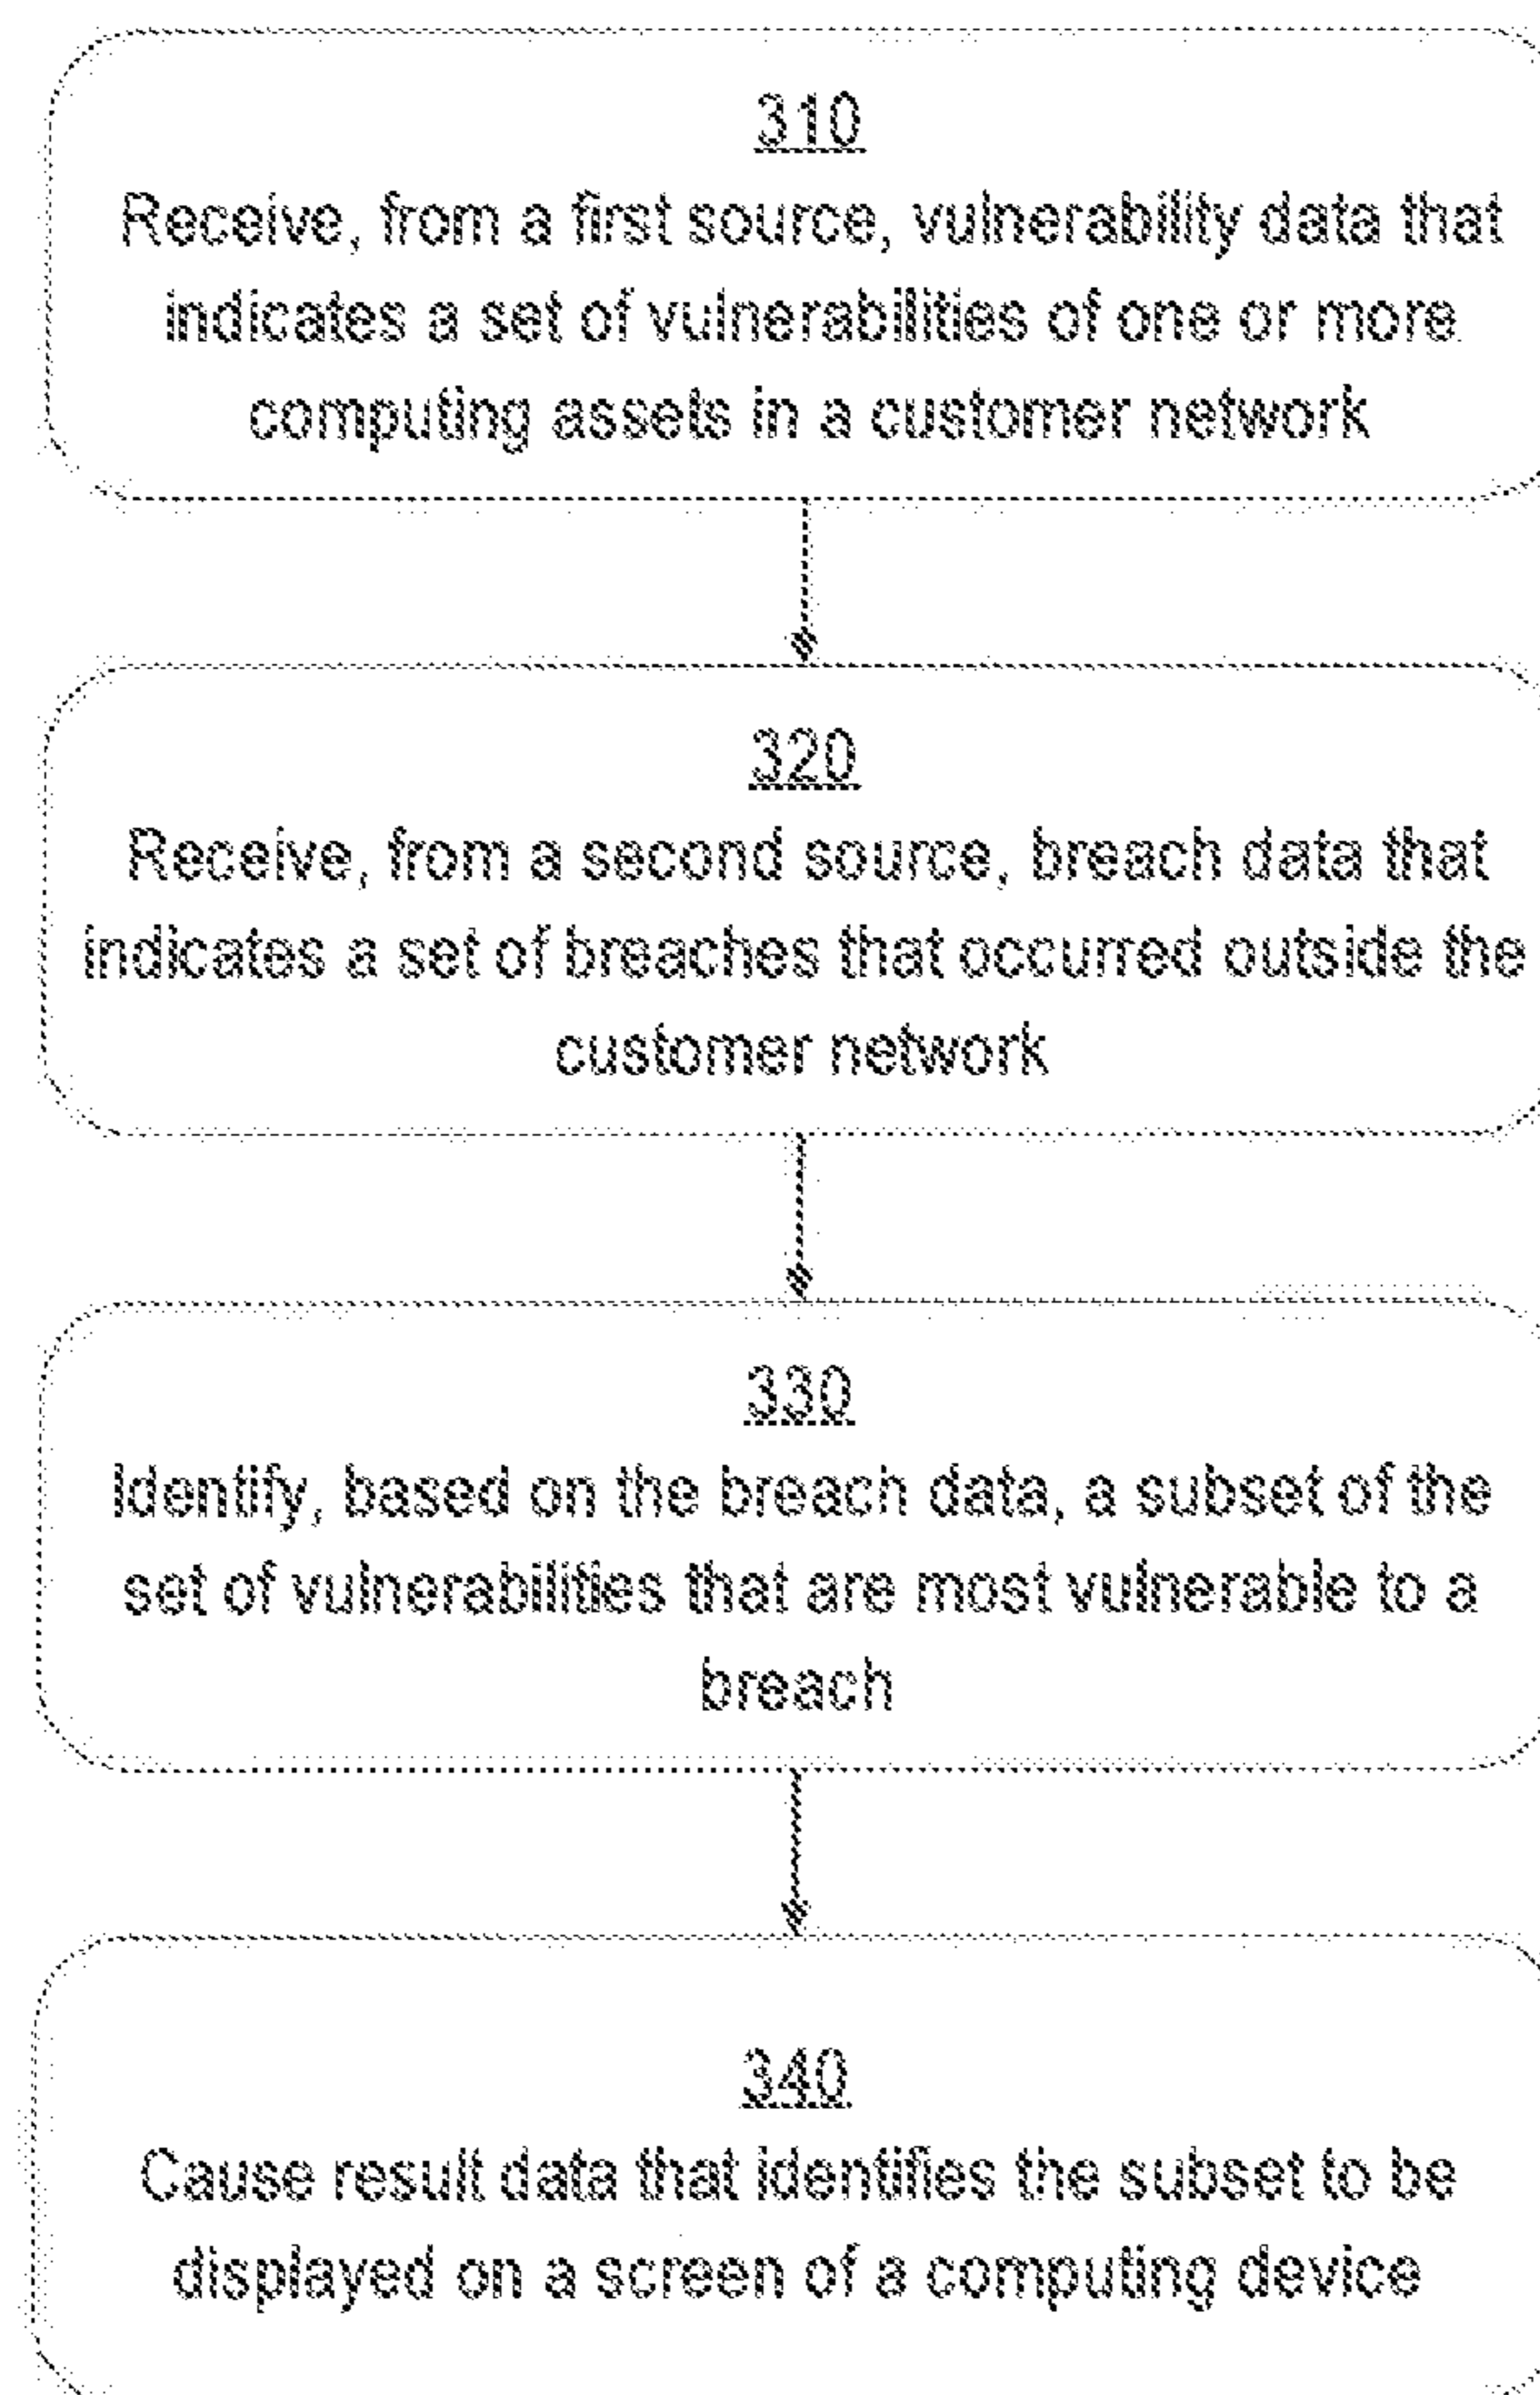 310
Receive, from a first source, vulnerability data that
indicates a set of vulnerabilities of one or more
computing assets in a customer network
320
Receive, from a second source, breach data that
indicates a set of breaches that occurred outside the
customer network
330
Identify, based on the breach data, a subset of the
set of vulnerabilities that are most vulnerable to a
breach
340
Cause result data that identifies the subset to be
displayed on a screen of a computing device